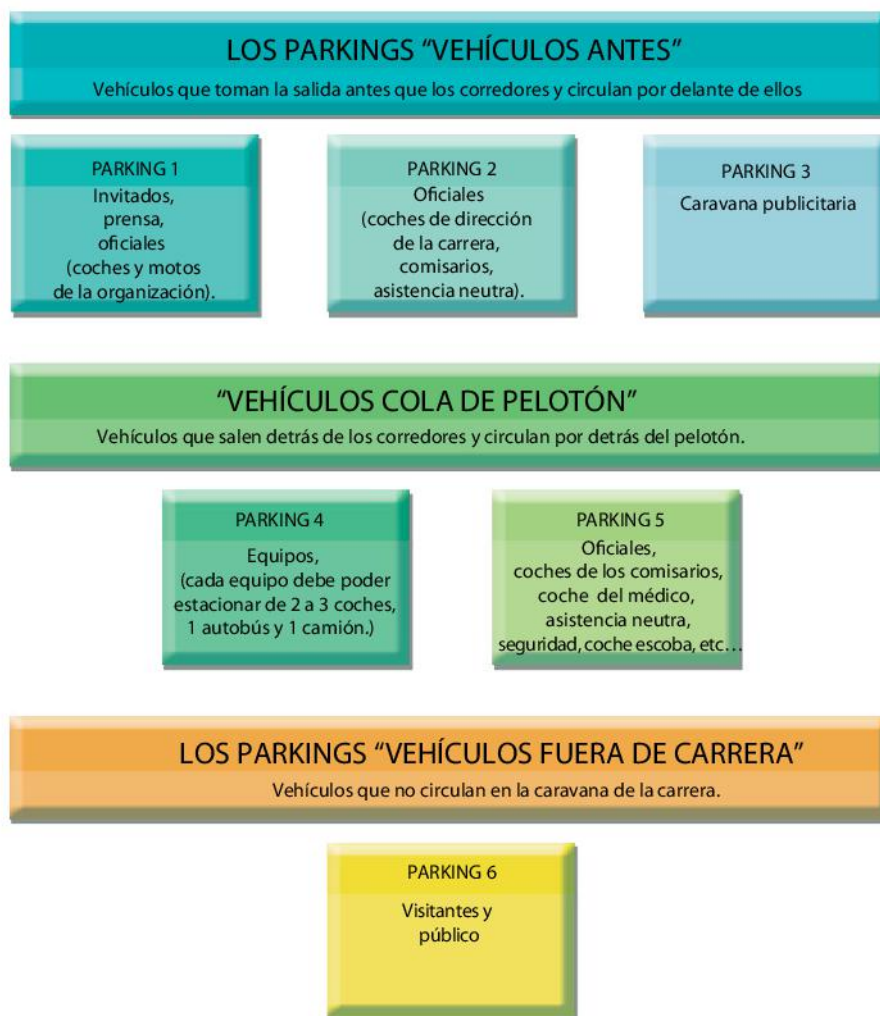 LOS PARKINGS “VEHÍCULOS ANTES”
Vehículos que toman la salida antes que los corredores y circulan por delante de ellos
PARKING 1
Invitados,
prensa,
oficiales
(coches y motos
de la organización).
PARKING 2
Oficiales
(coches de dirección
de la carrera,
comisarios,
asistencia neutra).
PARKING 3
Caravana publicitaria
“VEHÍCULOS COLA DE PELOTÓN”
Vehículos que salen detrás de los corredores y circulan por detrás del pelotón.
PARKING 4
Equipos,
(cada equipo debe poder
estacionar de 2 a 3 coches,
1 autobús y 1 camión.)
PARKING 5
Oficiales,
coches de los comisarios,
coche del médico,
asistencia neutra,
seguridad, coche escoba, etc…
LOS PARKINGS “VEHÍCULOS FUERA DE CARRERA”
Vehículos que no circulan en la caravana de la carrera.
PARKING 6
Visitantes y
público